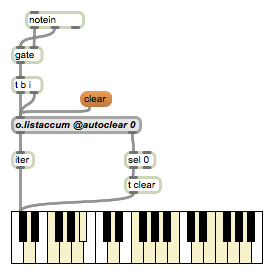 notein
gate
t b i
clear
o.listaccum @autoclear 0
iter
sel 0
t clear